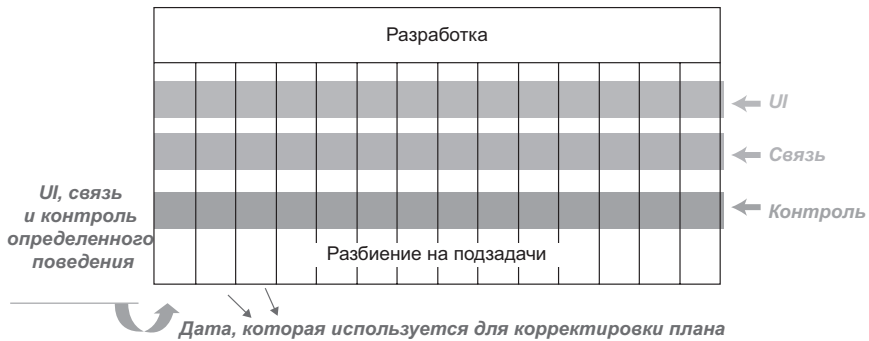 Разработка
UI
Связь
Контроль
UI, связь
и контроль
определенного
поведения
Разбиение на подзадачи
Дата, которая используется для корректировки плана